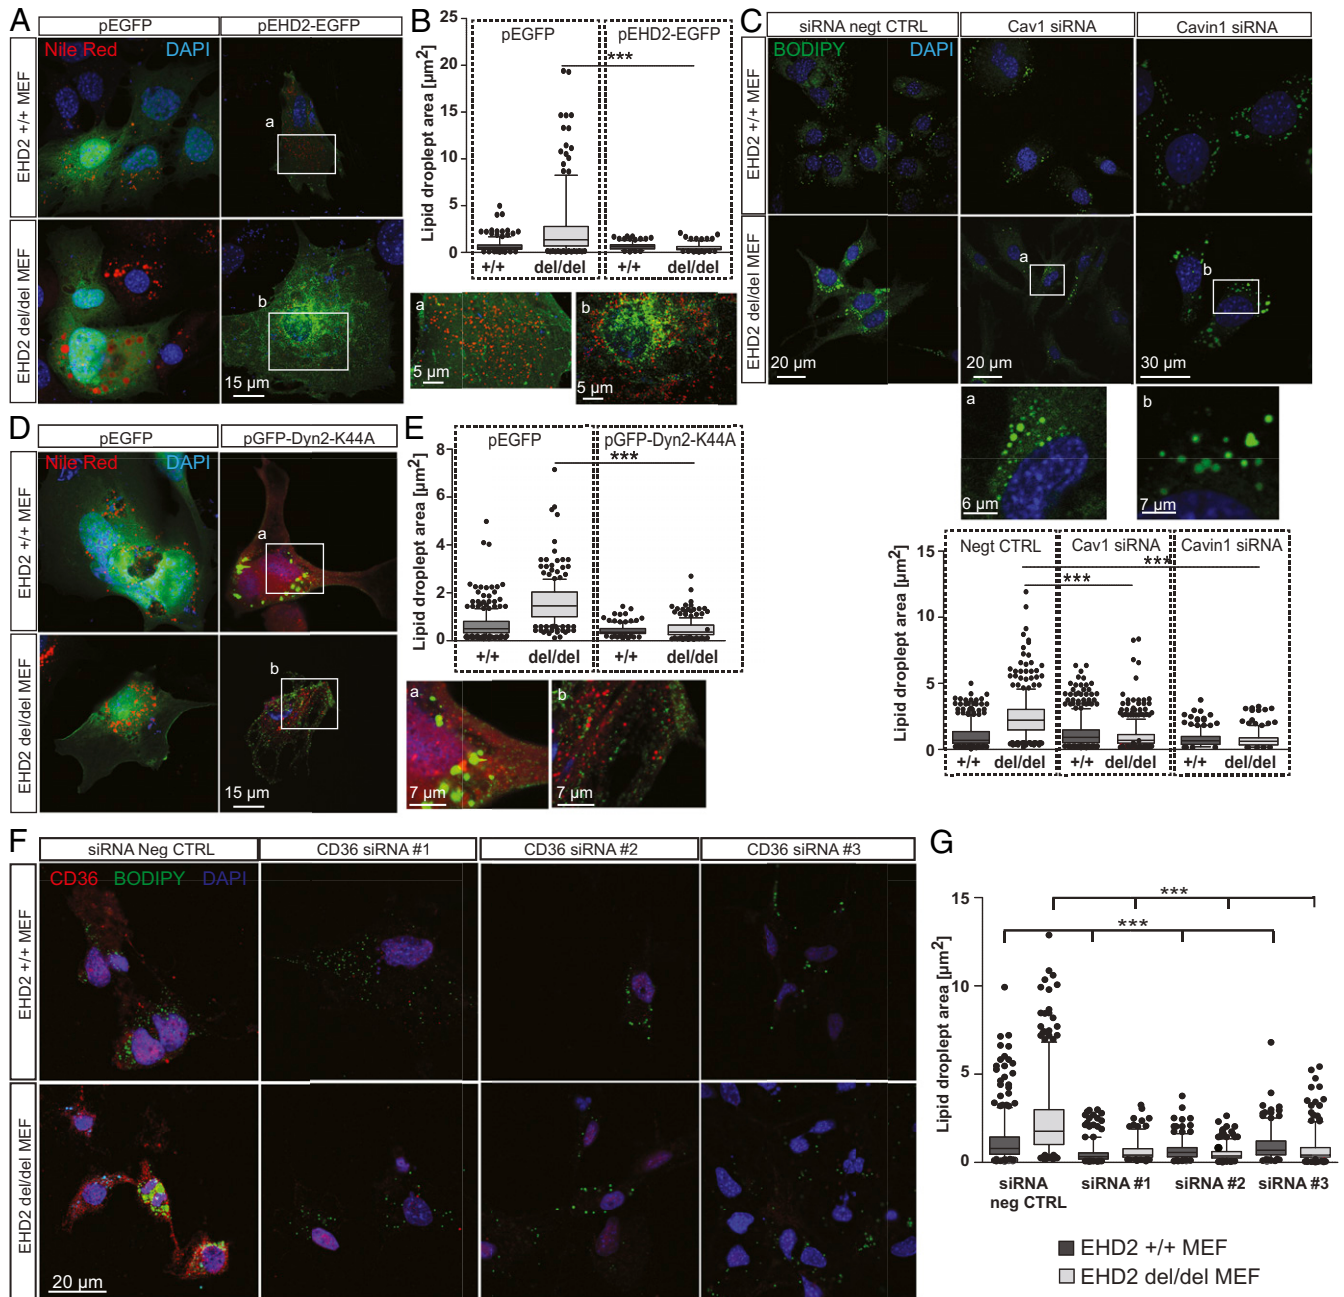 A
pEGFP
pEHD2-EGFP
Nile Red
DAPI
EHD2 +/+ MEF
a
EHD2 del/del MEF
b
15 µm
B
Lipid droplept area [µm²]
25
20
15
10
5
0
pEGFP
pEHD2-EGFP
***
+/+
del/del
+/+
del/del
a
5 µm
b
5 µm
C
siRNA negt CTRL
Cav1 siRNA
Cavin1 siRNA
BODIPY
DAPI
EHD2 +/+ MEF
EHD2 del/del MEF
a
b
20 µm
20 µm
30 µm
a
6 µm
b
7 µm
Lipid droplept area [µm²]
15
10
5
0
Negt CTRL
Cav1 siRNA
Cavin1 siRNA
***
***
+/+
del/del
+/+
del/del
+/+
del/del
D
pEGFP
pGFP-Dyn2-K44A
Nile Red
DAPI
EHD2 +/+ MEF
a
EHD2 del/del MEF
b
15 µm
E
Lipid droplept area [µm²]
8
6
4
2
0
pEGFP
pGFP-Dyn2-K44A
***
+/+
del/del
+/+
del/del
a
7 µm
b
7 µm
F
siRNA Neg CTRL
CD36 siRNA #1
CD36 siRNA #2
CD36 siRNA #3
CD36 BODIPY DAPI
EHD2 +/+ MEF
EHD2 del/del MEF
20 µm
G
Lipid droplept area [µm²]
15
10
5
0
***
***
siRNA
neg CTRL
siRNA #1
siRNA #2
siRNA #3
EHD2 +/+ MEF
EHD2 del/del MEF